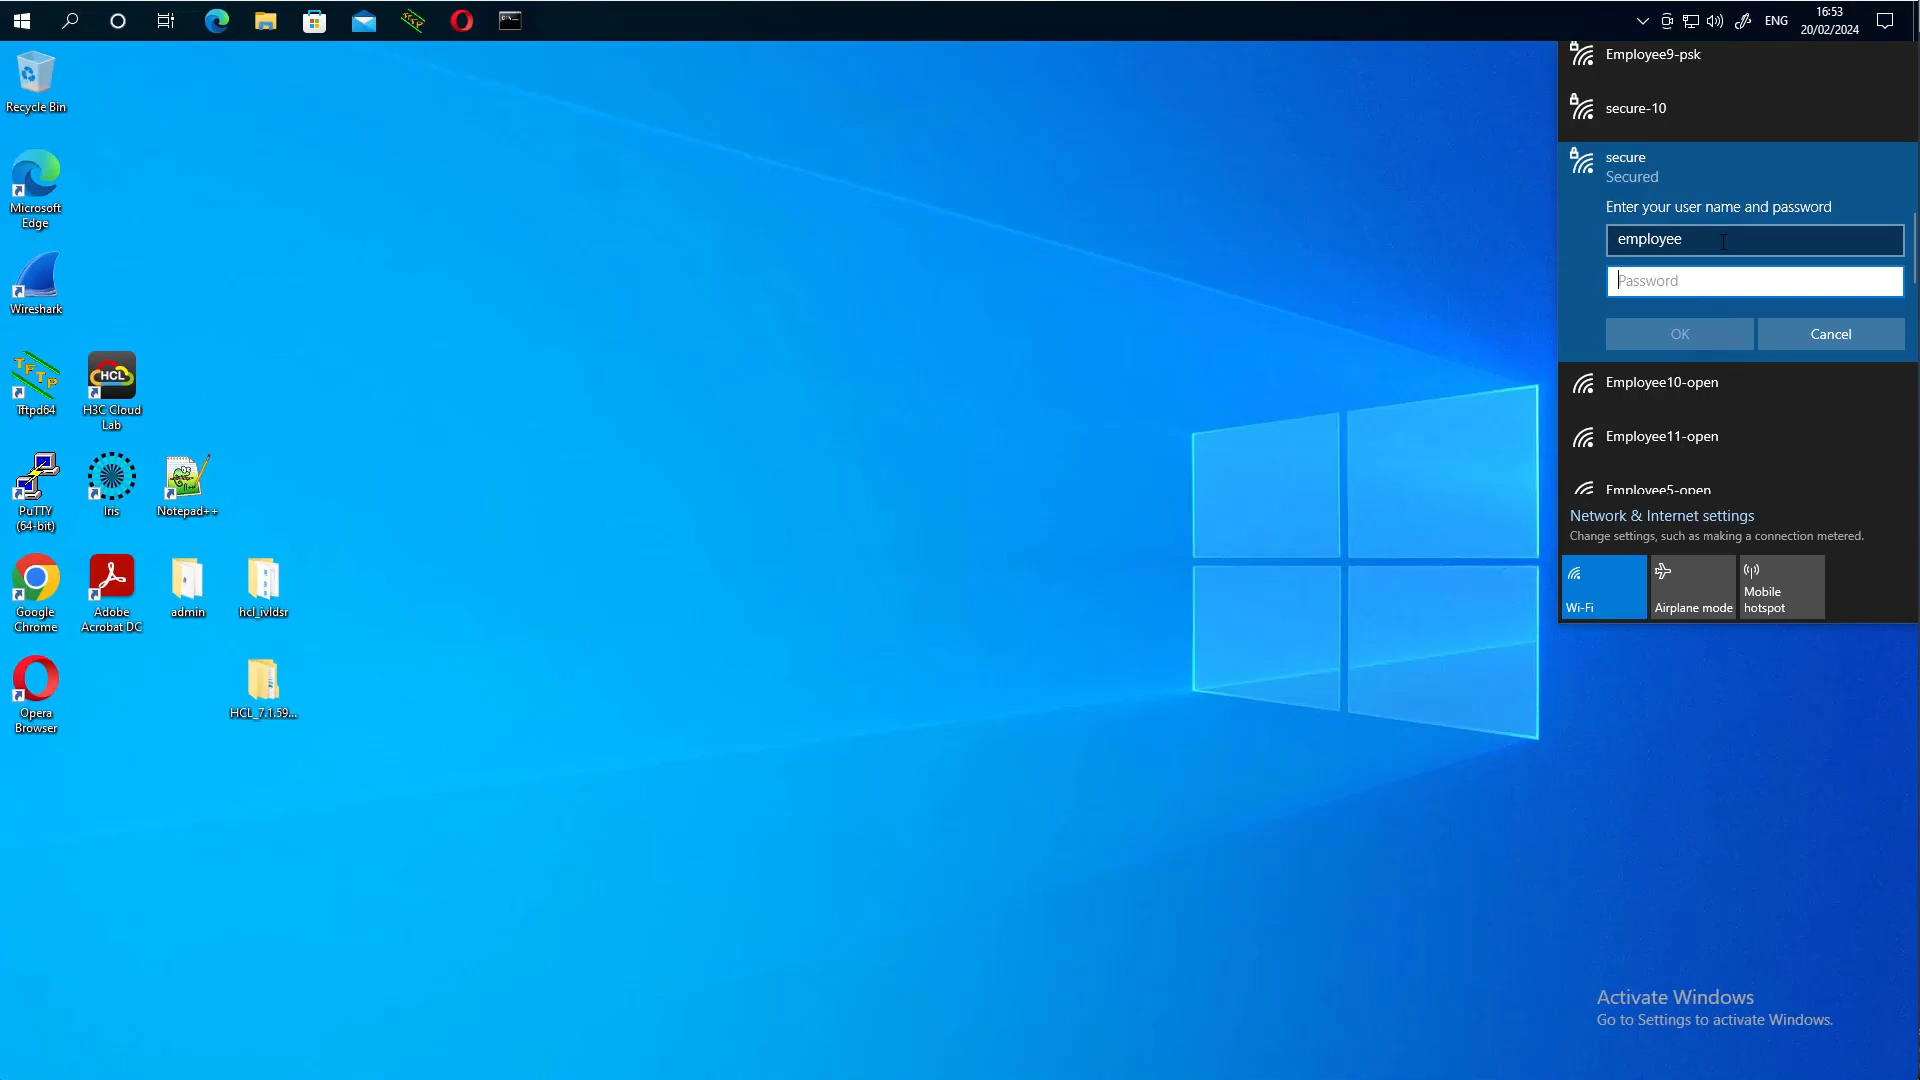 ENG
16:53
20/02/2024
Recycle Bin
Microsoft
Edge
Wireshark
Tftpd64
HCL
H3C Cloud
Lab
PuTTY
(64-bit)
Iris
Notepad++
Google
Chrome
Adobe
Acrobat DC
admin
hcl_ivldsr
Opera
Browser
HCL_7.1.59...
Employee9-psk
secure-10
secure
Secured
Enter your user name and password
employee
Password
OK
Cancel
Employee10-open
Employee11-open
Employee5-open
Network & Internet settings
Change settings, such as making a connection metered.
Wi-Fi
Airplane mode
Mobile
hotspot
Activate Windows
Go to Settings to activate Windows.